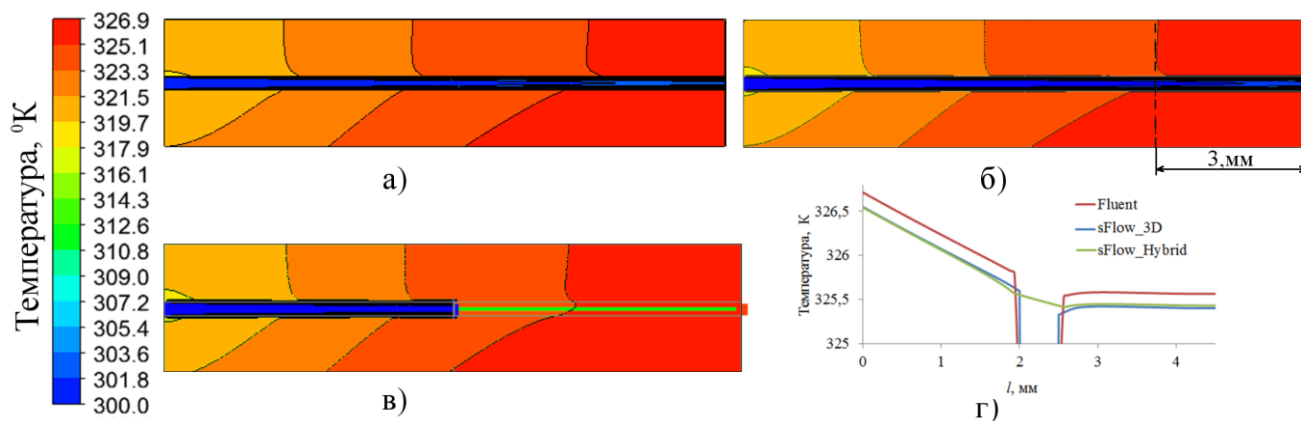 Температура, ⁰К
326.9
325.1
323.3
321.5
319.7
317.9
316.1
314.3
312.6
310.8
309.0
307.2
305.4
303.6
301.8
300.0
а)
3,мм
б)
в)
Температура, К
326,5
326
325,5
325
0
1
2
3
4
l, мм
Fluent
sFlow_3D
sFlow_Hybrid
г)